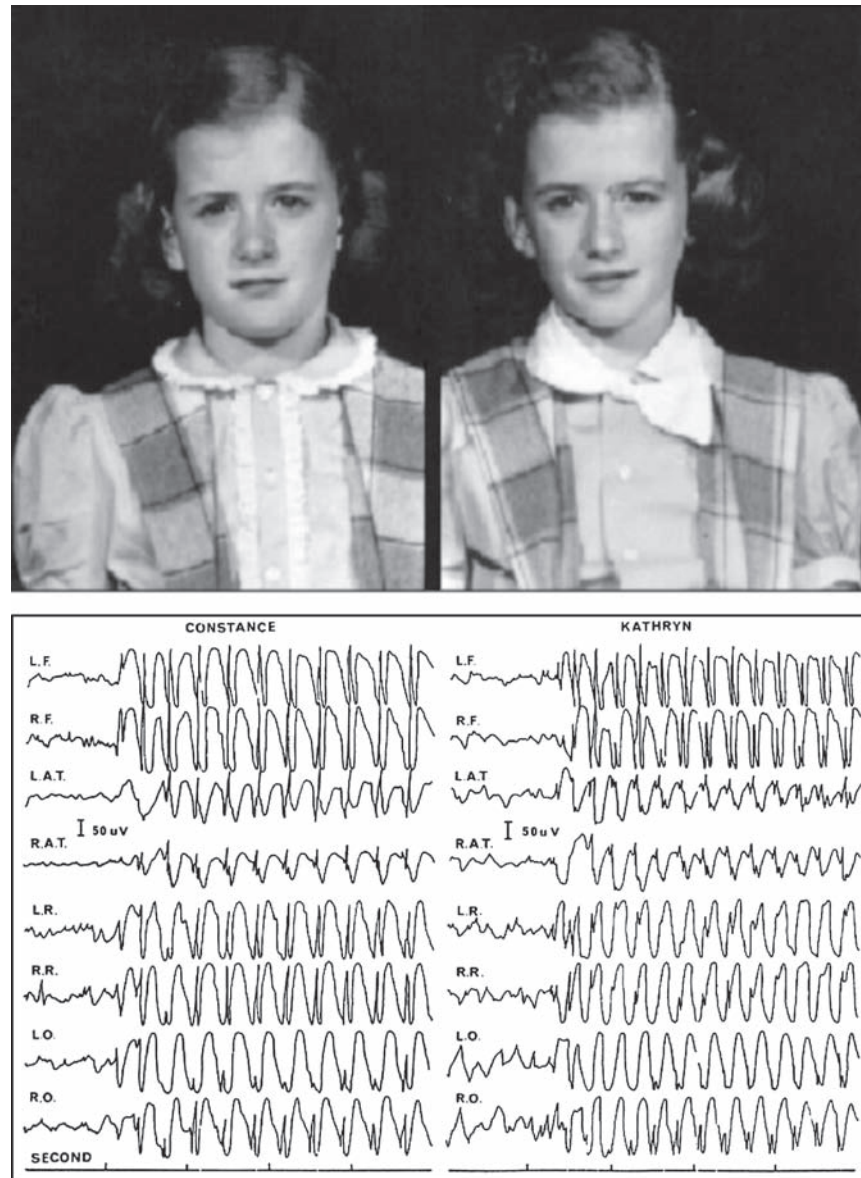 CONSTANCE
L.F.
R.F.
L.A.T.
50 uV
R.A.T.
L.R.
R.R.
L.O.
R.O.
SECOND
KATHRYN
L.F.
R.F.
L.A.T
50 uV
R.A.T.
L.R.
R.R.
L.O.
R.O.